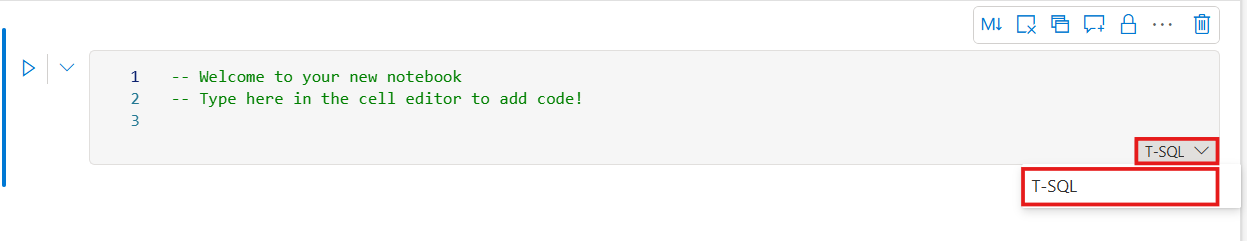 M↓
1 -- Welcome to your new notebook
2 -- Type here in the cell editor to add code!
3
T-SQL
T-SQL